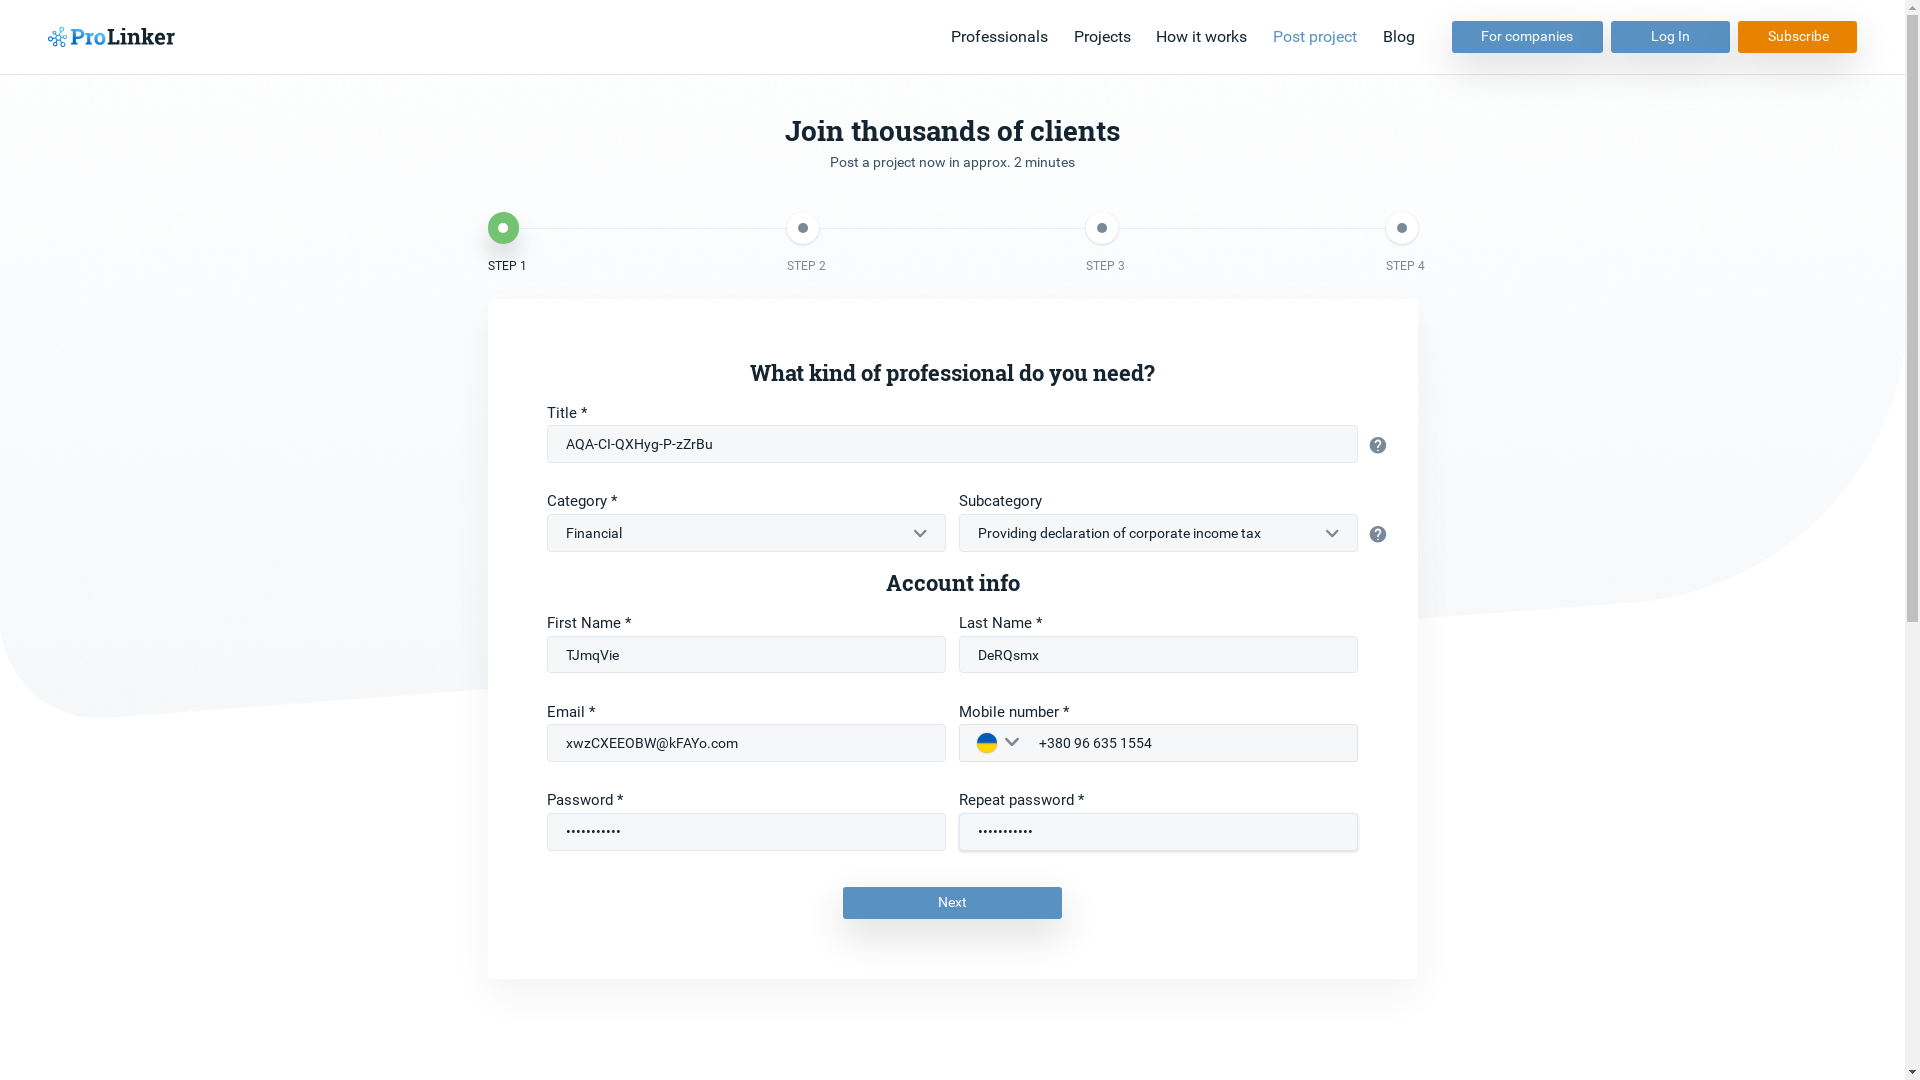 ProLinker
Professionals Projects How it works Post project Blog For companies Log In Subscribe
Join thousands of clients
Post a project now in approx. 2 minutes
STEP 1 STEP 2 STEP 3 STEP 4
What kind of professional do you need?
Title *
AQA-CI-QXHyg-P-zZrBu
Category * Subcategory
Financial Providing declaration of corporate income tax
Account info
First Name * Last Name *
TJmqVie DeRQsmx
Email * Mobile number *
xwzCXEEOBW@kFAYo.com +380 96 635 1554
Password * Repeat password *
••••••••••• •••••••••••
Next